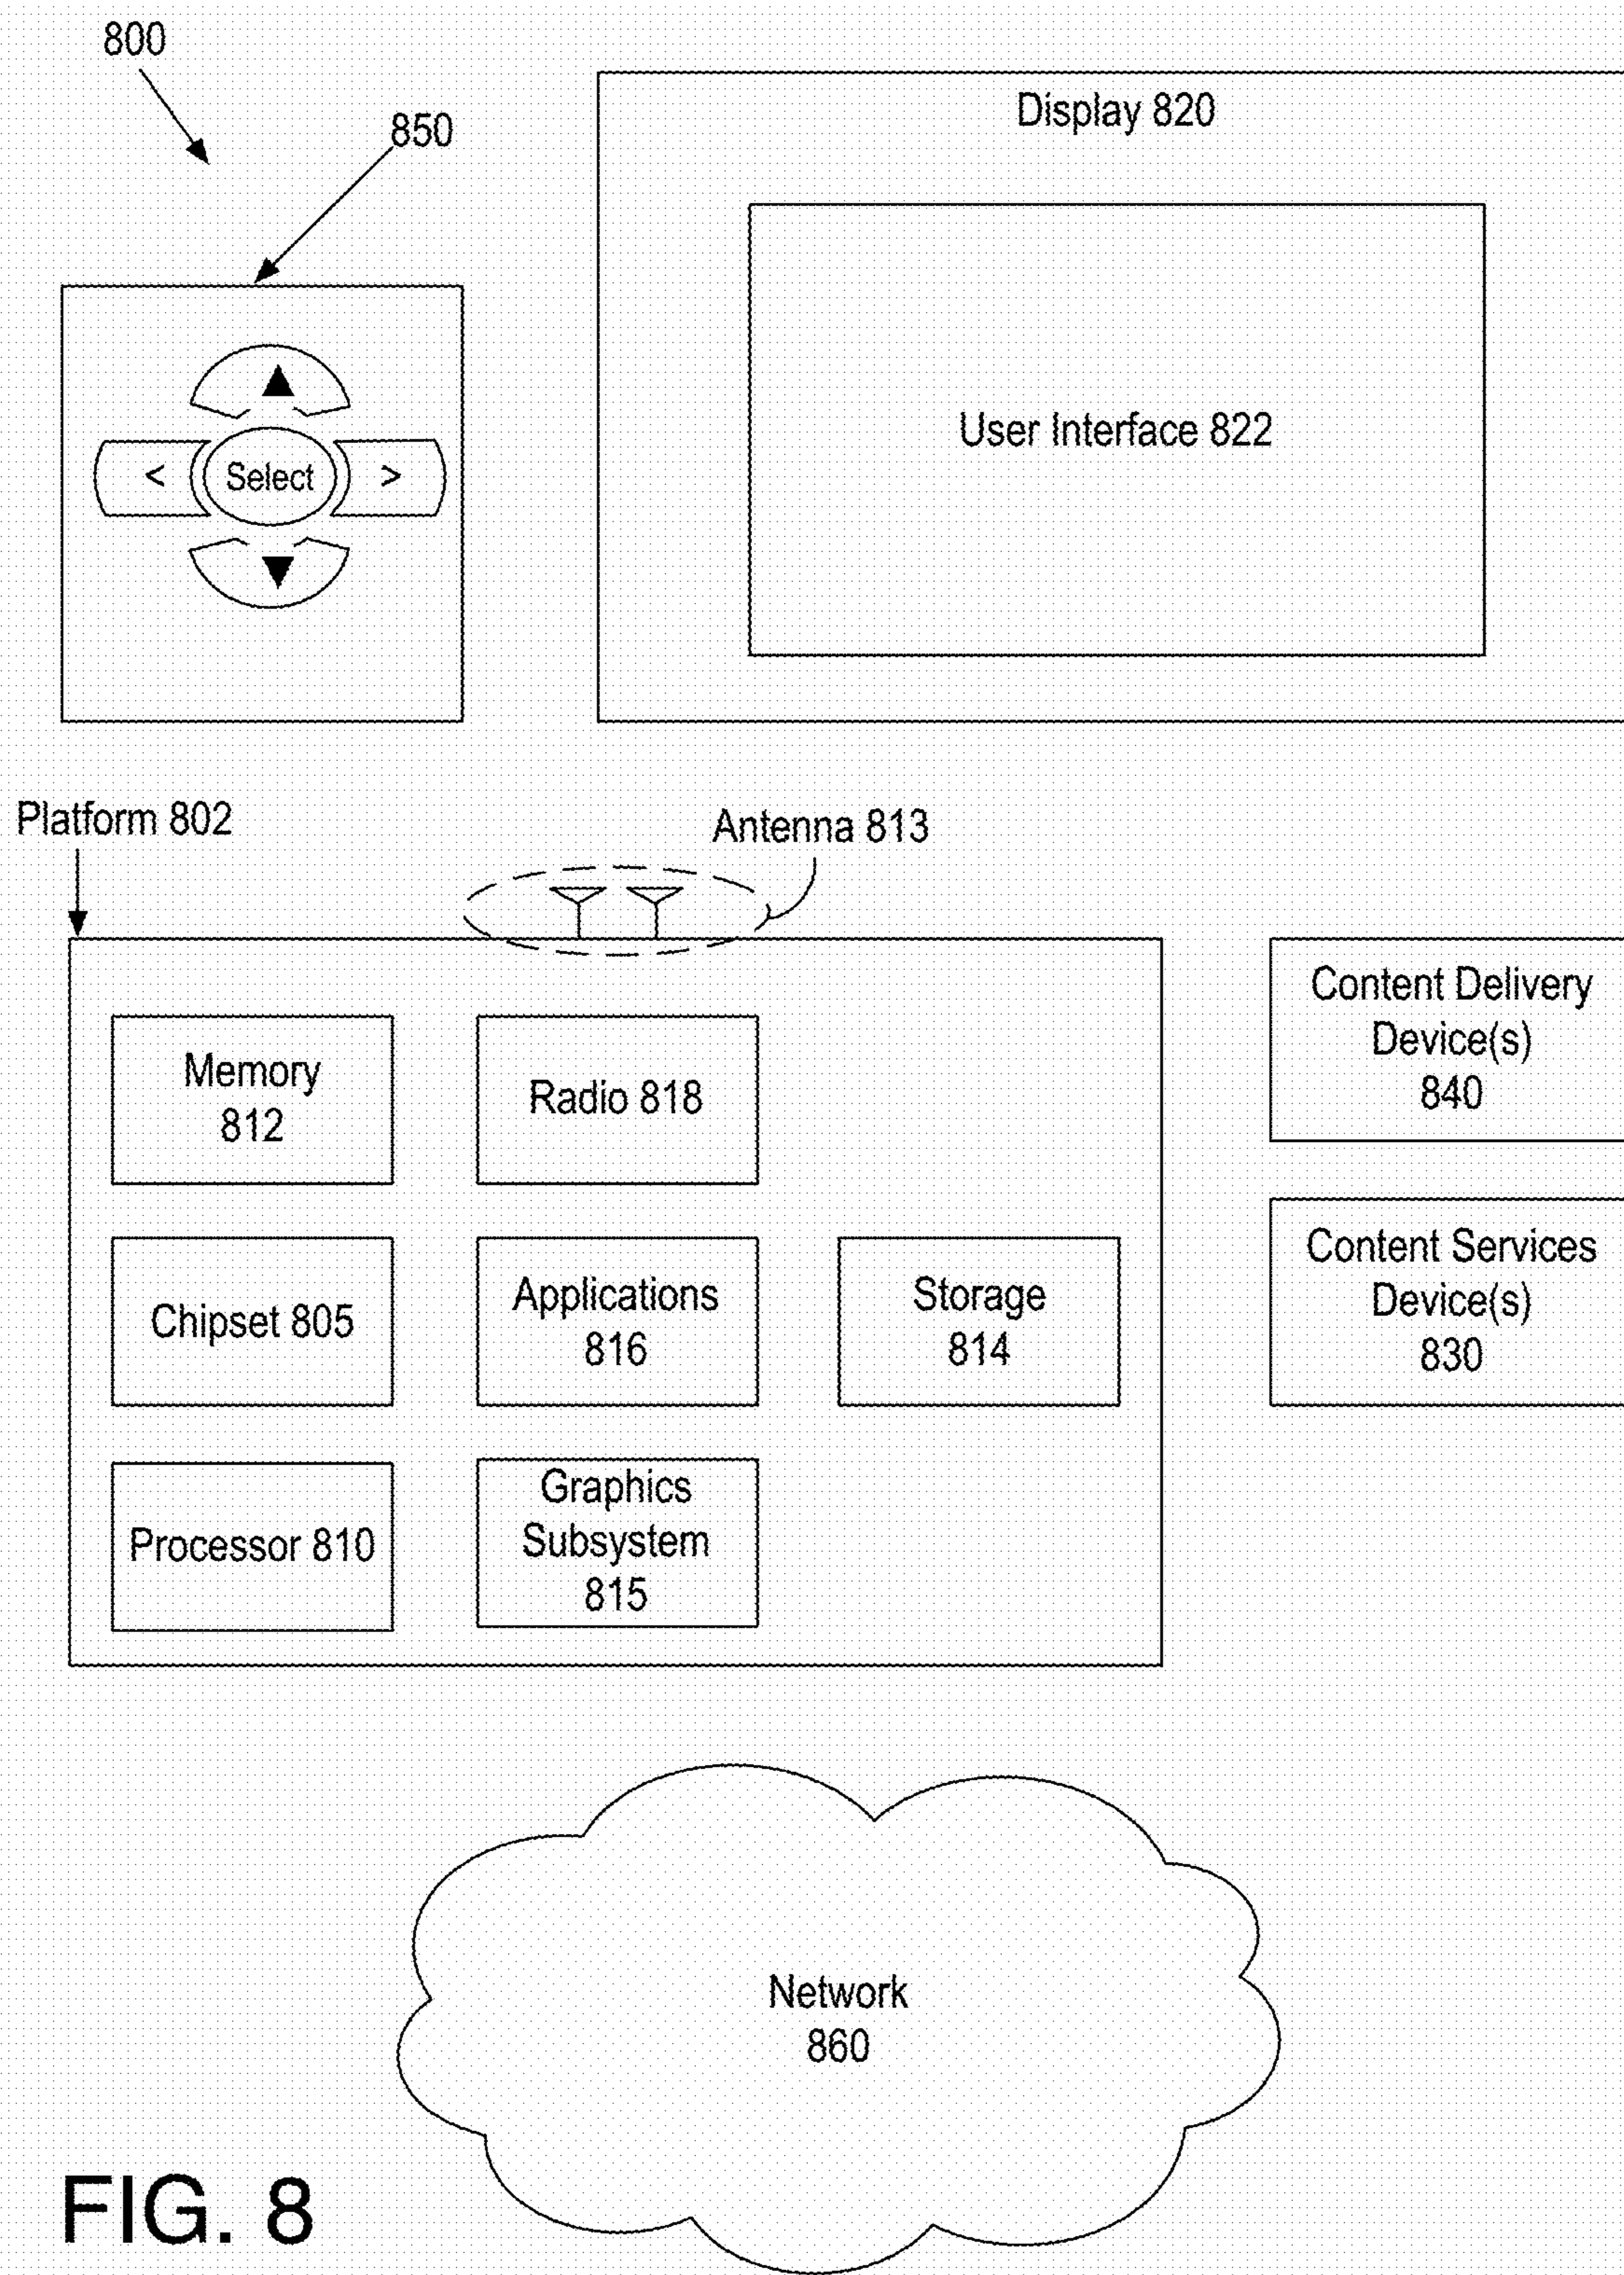 800
850
Display 820
User Interface 822
<
Select
>
Platform 802
Antenna 813
Memory
812
Radio 818
Chipset 805
Applications
816
Storage
814
Processor 810
Graphics
Subsystem
815
Content Delivery
Device(s)
840
Content Services
Device(s)
830
Network
860
FIG. 8